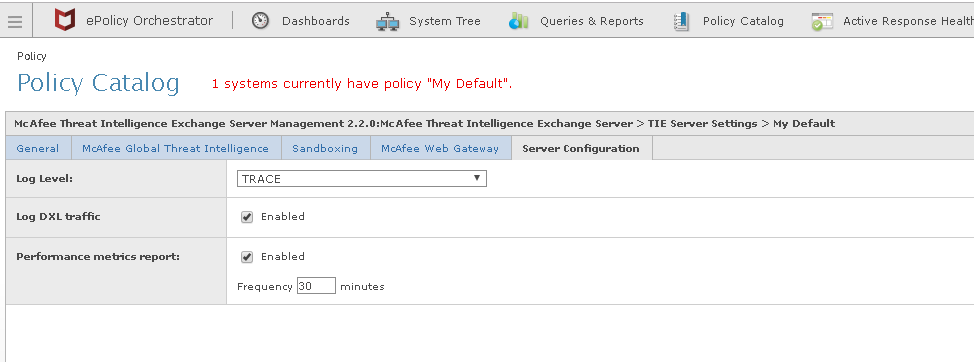 ePolicy Orchestrator Dashboards System Tree Queries & Reports Policy Catalog Active Response Healt
Policy
Policy Catalog 1 systems currently have policy "My Default".
McAfee Threat Intelligence Exchange Server Management 2.2.0:McAfee Threat Intelligence Exchange Server > TIE Server Settings > My Default
General McAfee Global Threat Intelligence Sandboxing McAfee Web Gateway Server Configuration
Log Level: TRACE
Log DXL traffic Enabled
Performance metrics report: Enabled
Frequency 30 minutes